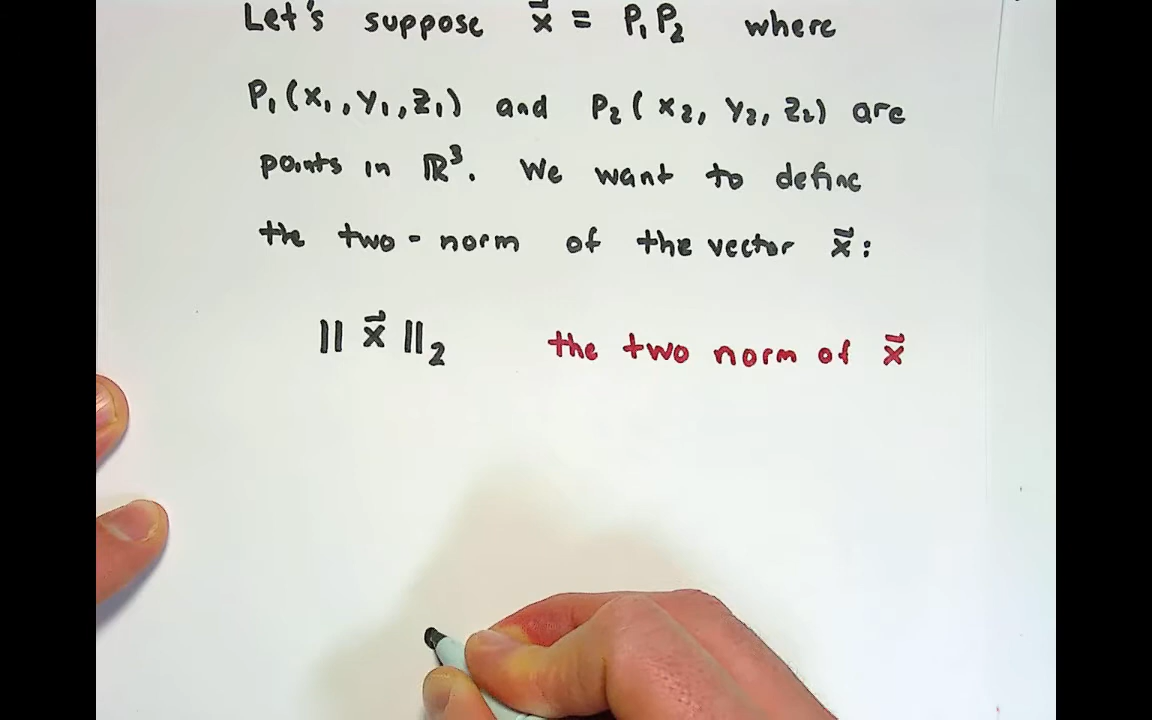 Let's suppose x⃗ = P₁P₂ where
P₁(x₁, y₁, z₁) and P₂(x₂, y₂, z₂) are
points in ℝ³. We want to define
the two-norm of the vector x⃗:
‖x⃗‖₂ the two norm of x⃗